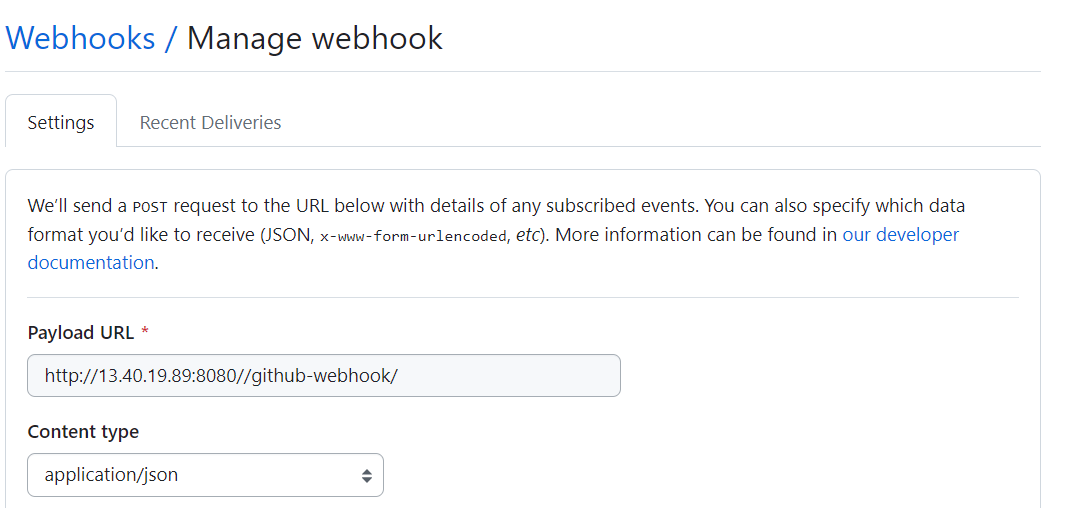 Webhooks / Manage webhook
Settings
Recent Deliveries
We'll send a POST request to the URL below with details of any subscribed events. You can also specify which data
format you'd like to receive (JSON, x-www-form-urlencoded, etc). More information can be found in our developer
documentation.
Payload URL *
http://13.40.19.89:8080//github-webhook/
Content type
application/json